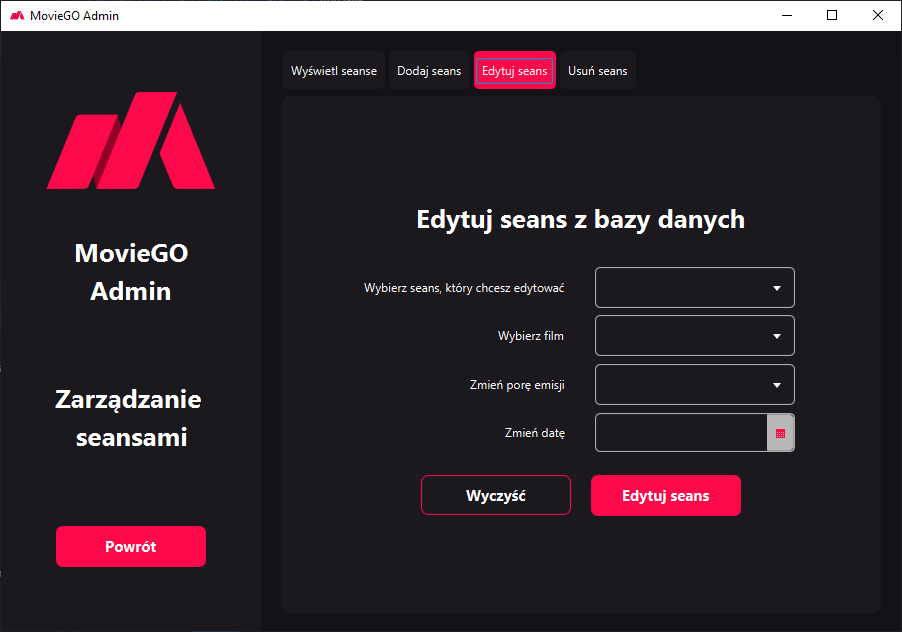 MovieGO Admin
Wyświetl seanse
Dodaj seans
Edytuj seans
Usuń seans
MovieGO
Admin
Zarządzanie
seansami
Powrót
Edytuj seans z bazy danych
Wybierz seans, który chcesz edytować
Wybierz film
Zmień porę emisji
Zmień datę
Wyczyść
Edytuj seans